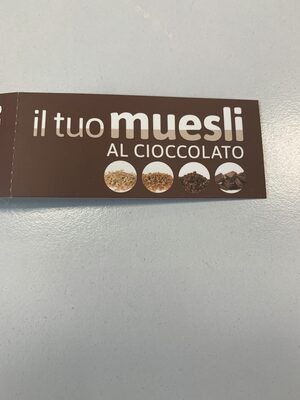 il tuo muesli
AL CIOCCOLATO